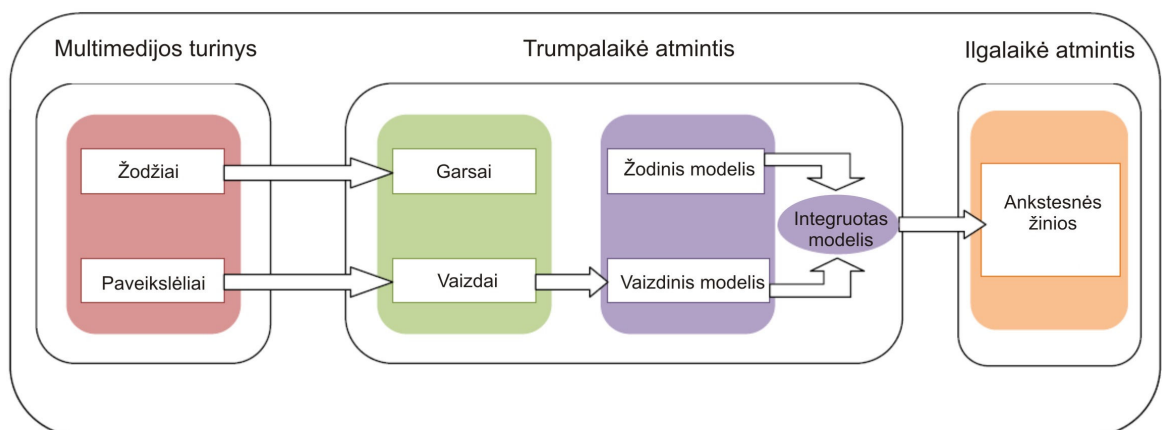 Multimedijos turinys
Trumpalaikė atmintis
Ilgalaikė atmintis
Žodžiai
Garsai
Žodinis modelis
Integruotas
modelis
Ankstesnės
žinios
Paveikslėliai
Vaizdai
Vaizdinis modelis